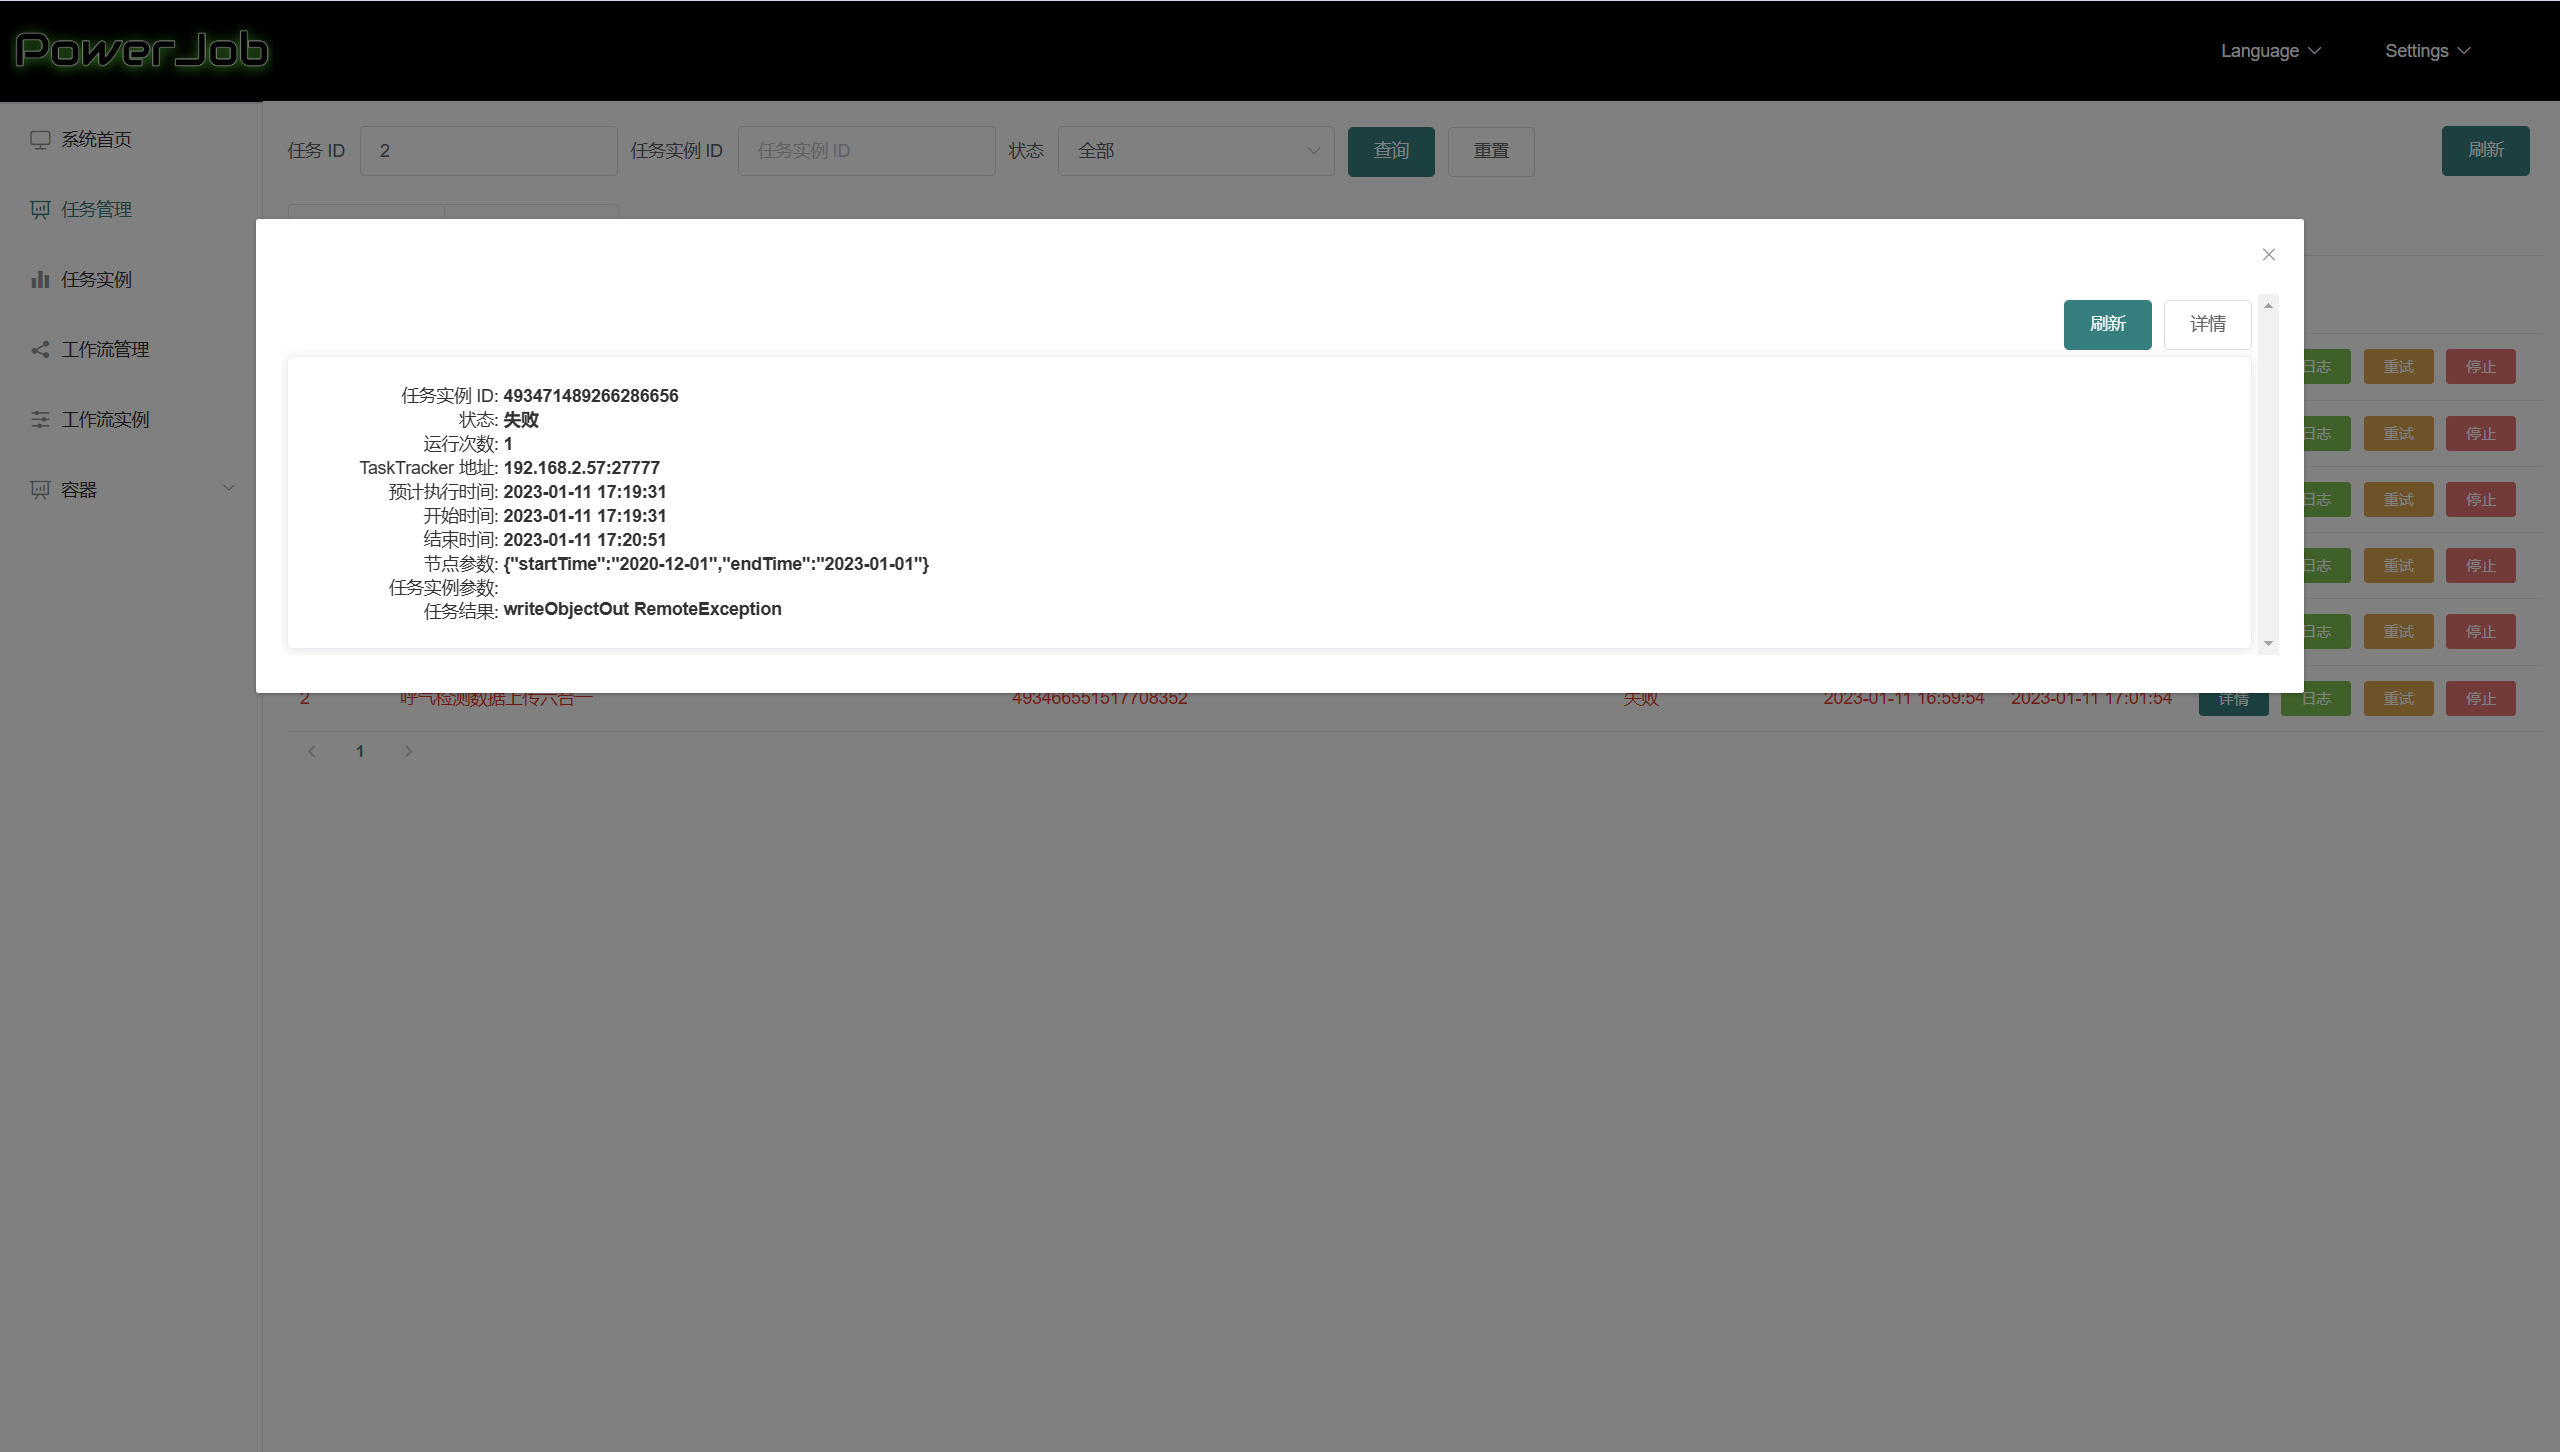 PowerJob
Language
Settings
系统首页
任务管理
任务实例
工作流管理
工作流实例
容器
任务 ID 2 任务实例 ID 任务实例 ID 状态 全部 查询 重置 刷新
刷新 详情
任务实例 ID: 493471489266286656
状态: 失败
运行次数: 1
TaskTracker 地址: 192.168.2.57:27777
预计执行时间: 2023-01-11 17:19:31
开始时间: 2023-01-11 17:19:31
结束时间: 2023-01-11 17:20:51
节点参数: {"startTime":"2020-12-01","endTime":"2023-01-01"}
任务实例参数:
任务结果: writeObjectOut RemoteException
日志 重试 停止
日志 重试 停止
日志 重试 停止
日志 重试 停止
日志 重试 停止
2 呼气检测数据上传六合一 493466551517708352 失败 2023-01-11 16:59:54 2023-01-11 17:01:54 详情 日志 重试 停止
1